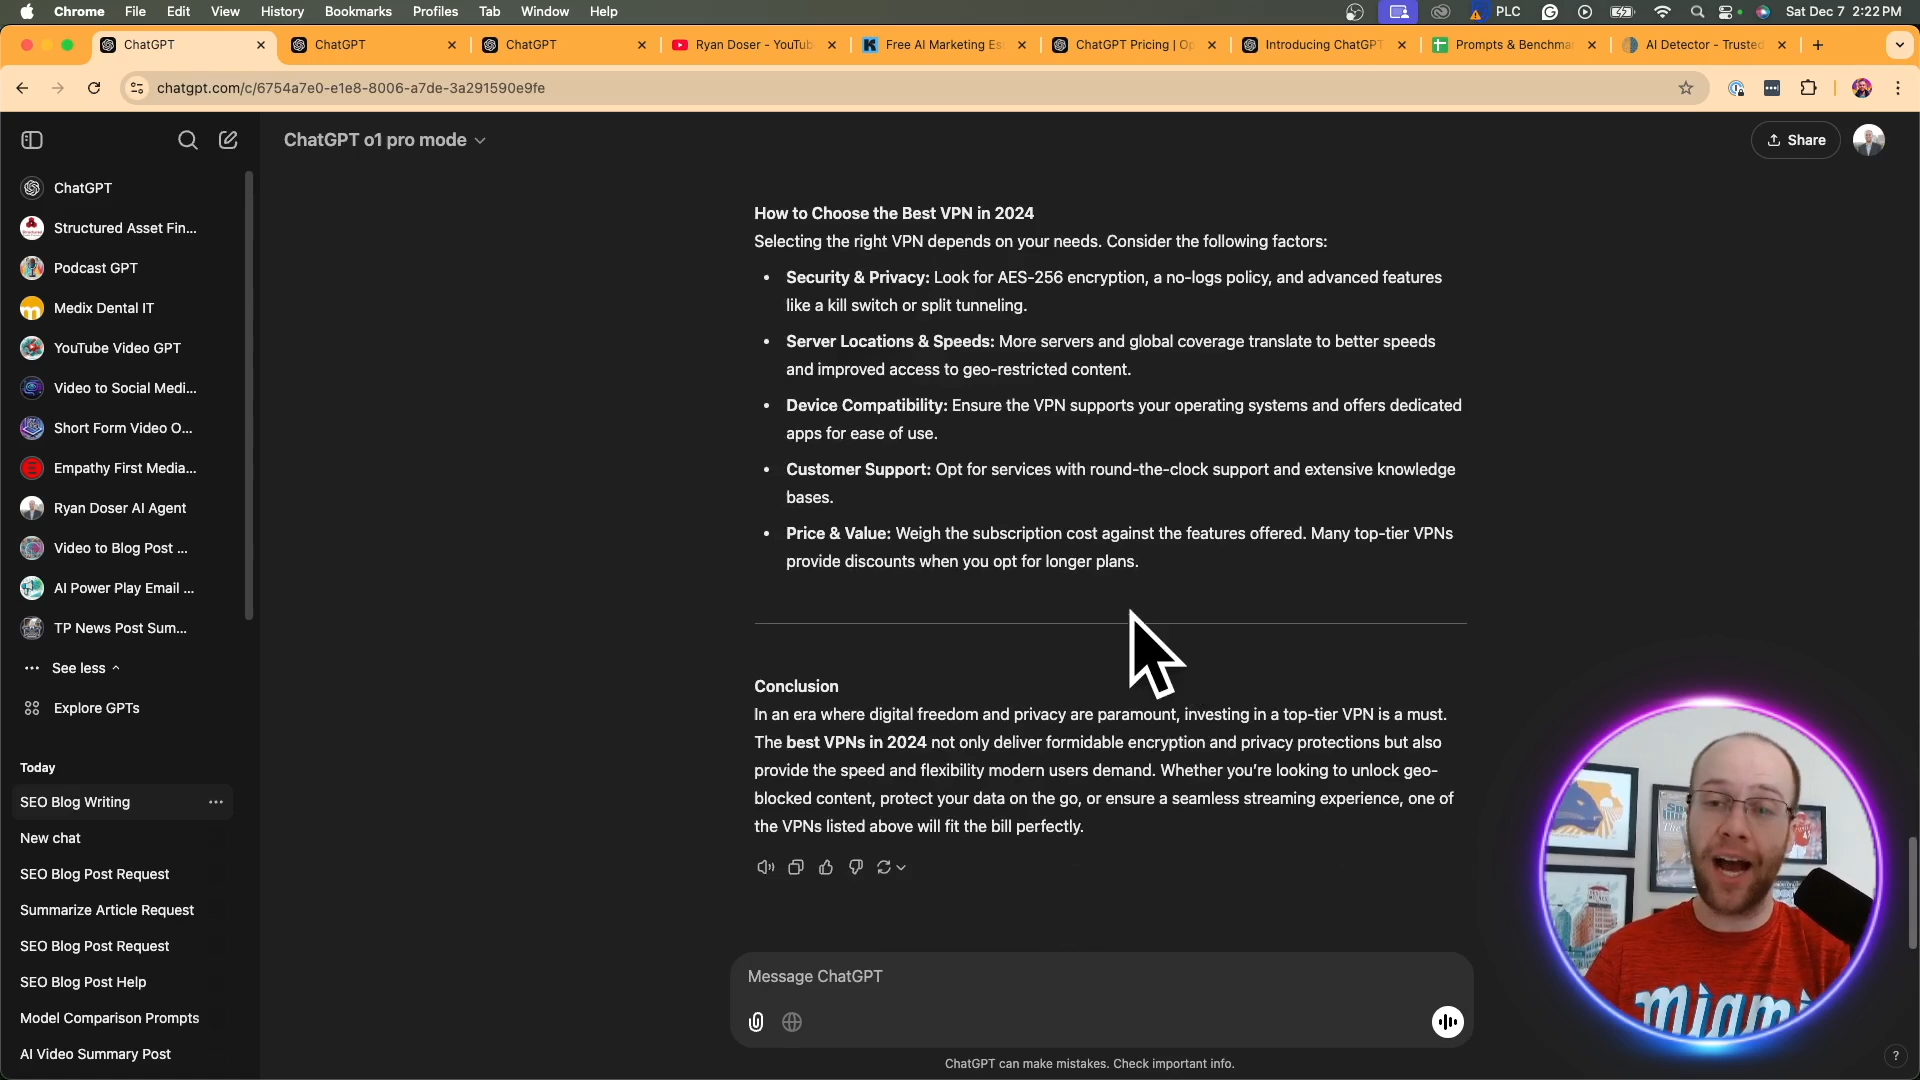 Chrome File Edit View History Bookmarks Profiles Tab Window Help PLC Sat Dec 7 2:22 PM
ChatGPT ChatGPT ChatGPT Ryan Doser - YouTub Free AI Marketing Es ChatGPT Pricing | Op Introducing ChatGPT Prompts & Benchmar AI Detector - Trusted
chatgpt.com/c/6754a7e0-e1e8-8006-a7de-3a291590e9fe
ChatGPT o1 pro mode
Share
ChatGPT
Structured Asset Fin...
Podcast GPT
Medix Dental IT
YouTube Video GPT
Video to Social Medi...
Short Form Video O...
Empathy First Media...
Ryan Doser AI Agent
Video to Blog Post ...
AI Power Play Email ...
TP News Post Sum...
See less
Explore GPTs
Today
SEO Blog Writing
New chat
SEO Blog Post Request
Summarize Article Request
SEO Blog Post Request
SEO Blog Post Help
Model Comparison Prompts
AI Video Summary Post
How to Choose the Best VPN in 2024
Selecting the right VPN depends on your needs. Consider the following factors:
• Security & Privacy: Look for AES-256 encryption, a no-logs policy, and advanced features
like a kill switch or split tunneling.
• Server Locations & Speeds: More servers and global coverage translate to better speeds
and improved access to geo-restricted content.
• Device Compatibility: Ensure the VPN supports your operating systems and offers dedicated
apps for ease of use.
• Customer Support: Opt for services with round-the-clock support and extensive knowledge
bases.
• Price & Value: Weigh the subscription cost against the features offered. Many top-tier VPNs
provide discounts when you opt for longer plans.
Conclusion
In an era where digital freedom and privacy are paramount, investing in a top-tier VPN is a must.
The best VPNs in 2024 not only deliver formidable encryption and privacy protections but also
provide the speed and flexibility modern users demand. Whether you’re looking to unlock geo-
blocked content, protect your data on the go, or ensure a seamless streaming experience, one of
the VPNs listed above will fit the bill perfectly.
Message ChatGPT
ChatGPT can make mistakes. Check important info.
?
miami